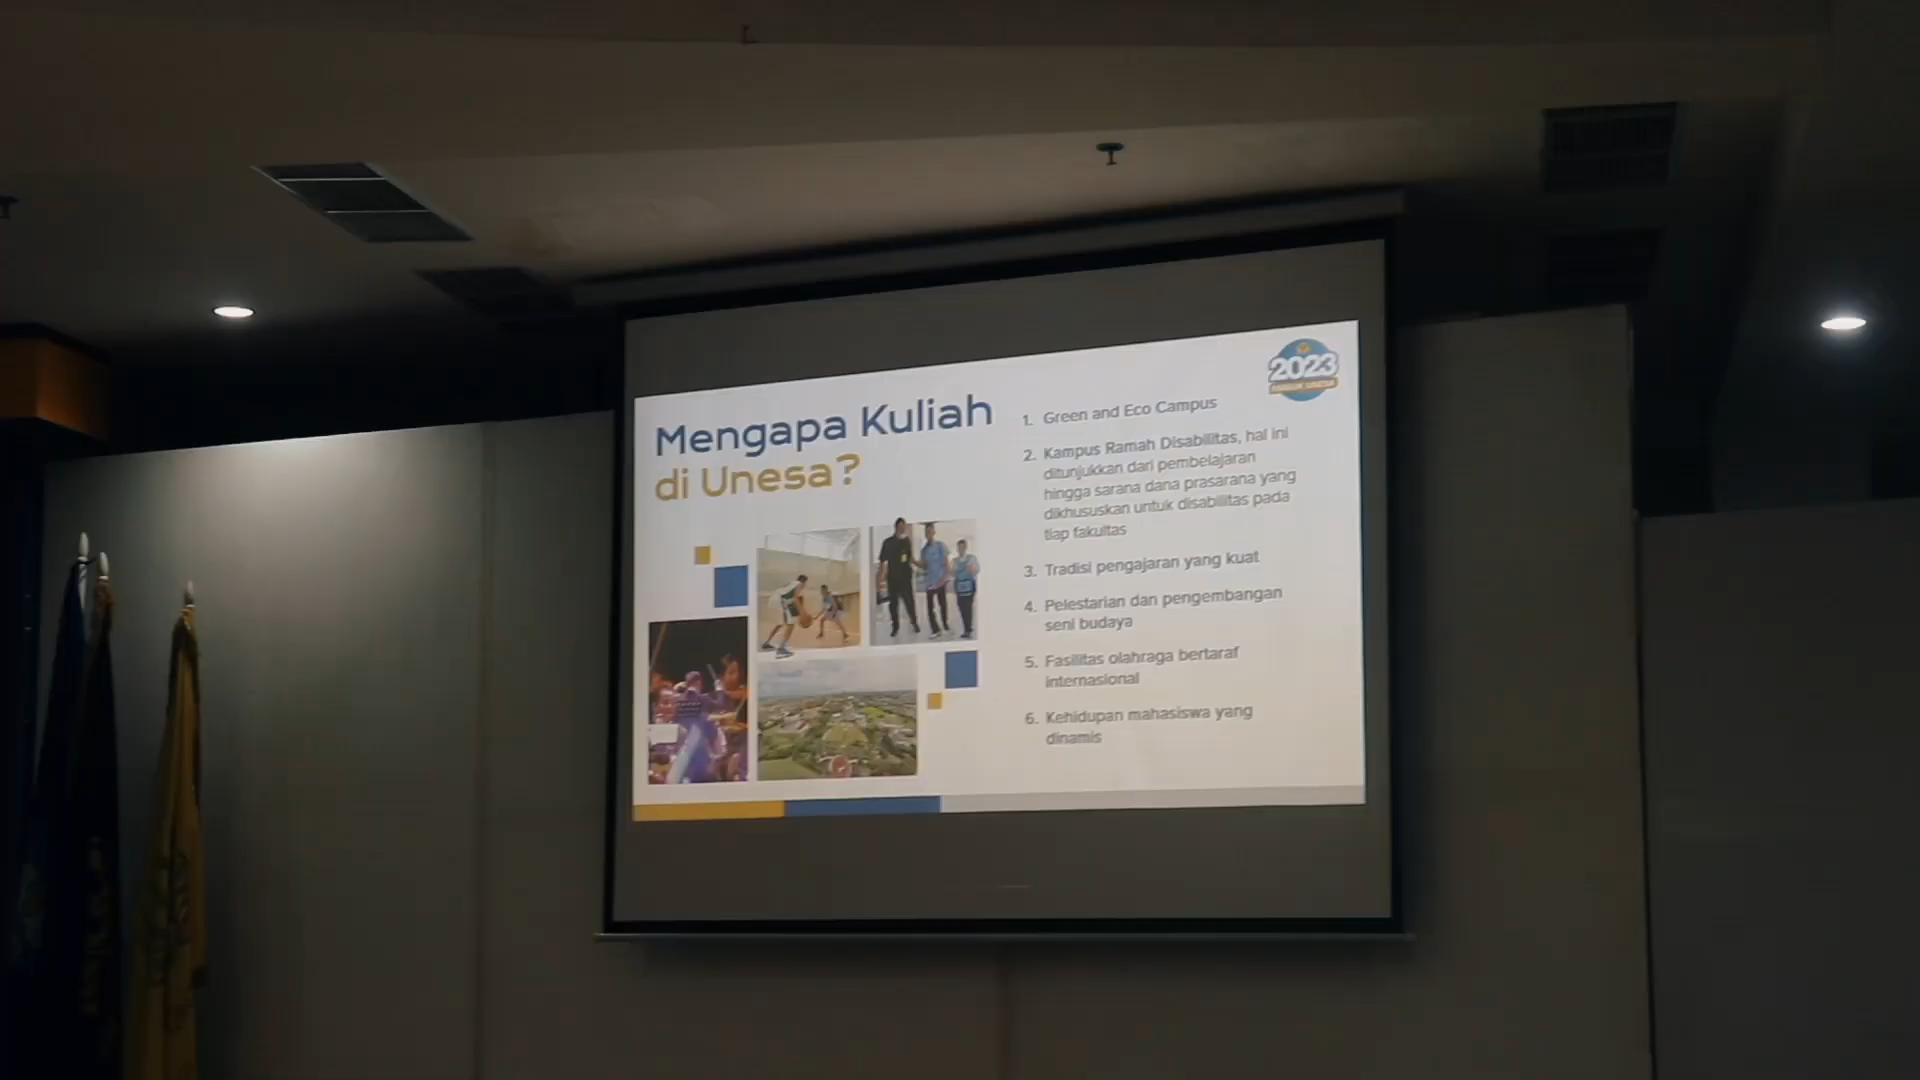 Mengapa Kuliah
di Unesa?
2023
1. Green and Eco Campus
2. Kampus Ramah Disabilitas, hal ini
ditunjukkan dari pembelajaran
hingga sarana dana prasarana yang
dikhususkan untuk disabilitas pada
tiap fakultas
3. Tradisi pengajaran yang kuat
4. Pelestarian dan pengembangan
seni budaya
5. Fasilitas olahraga bertaraf
internasional
6. Kehidupan mahasiswa yang
dinamis